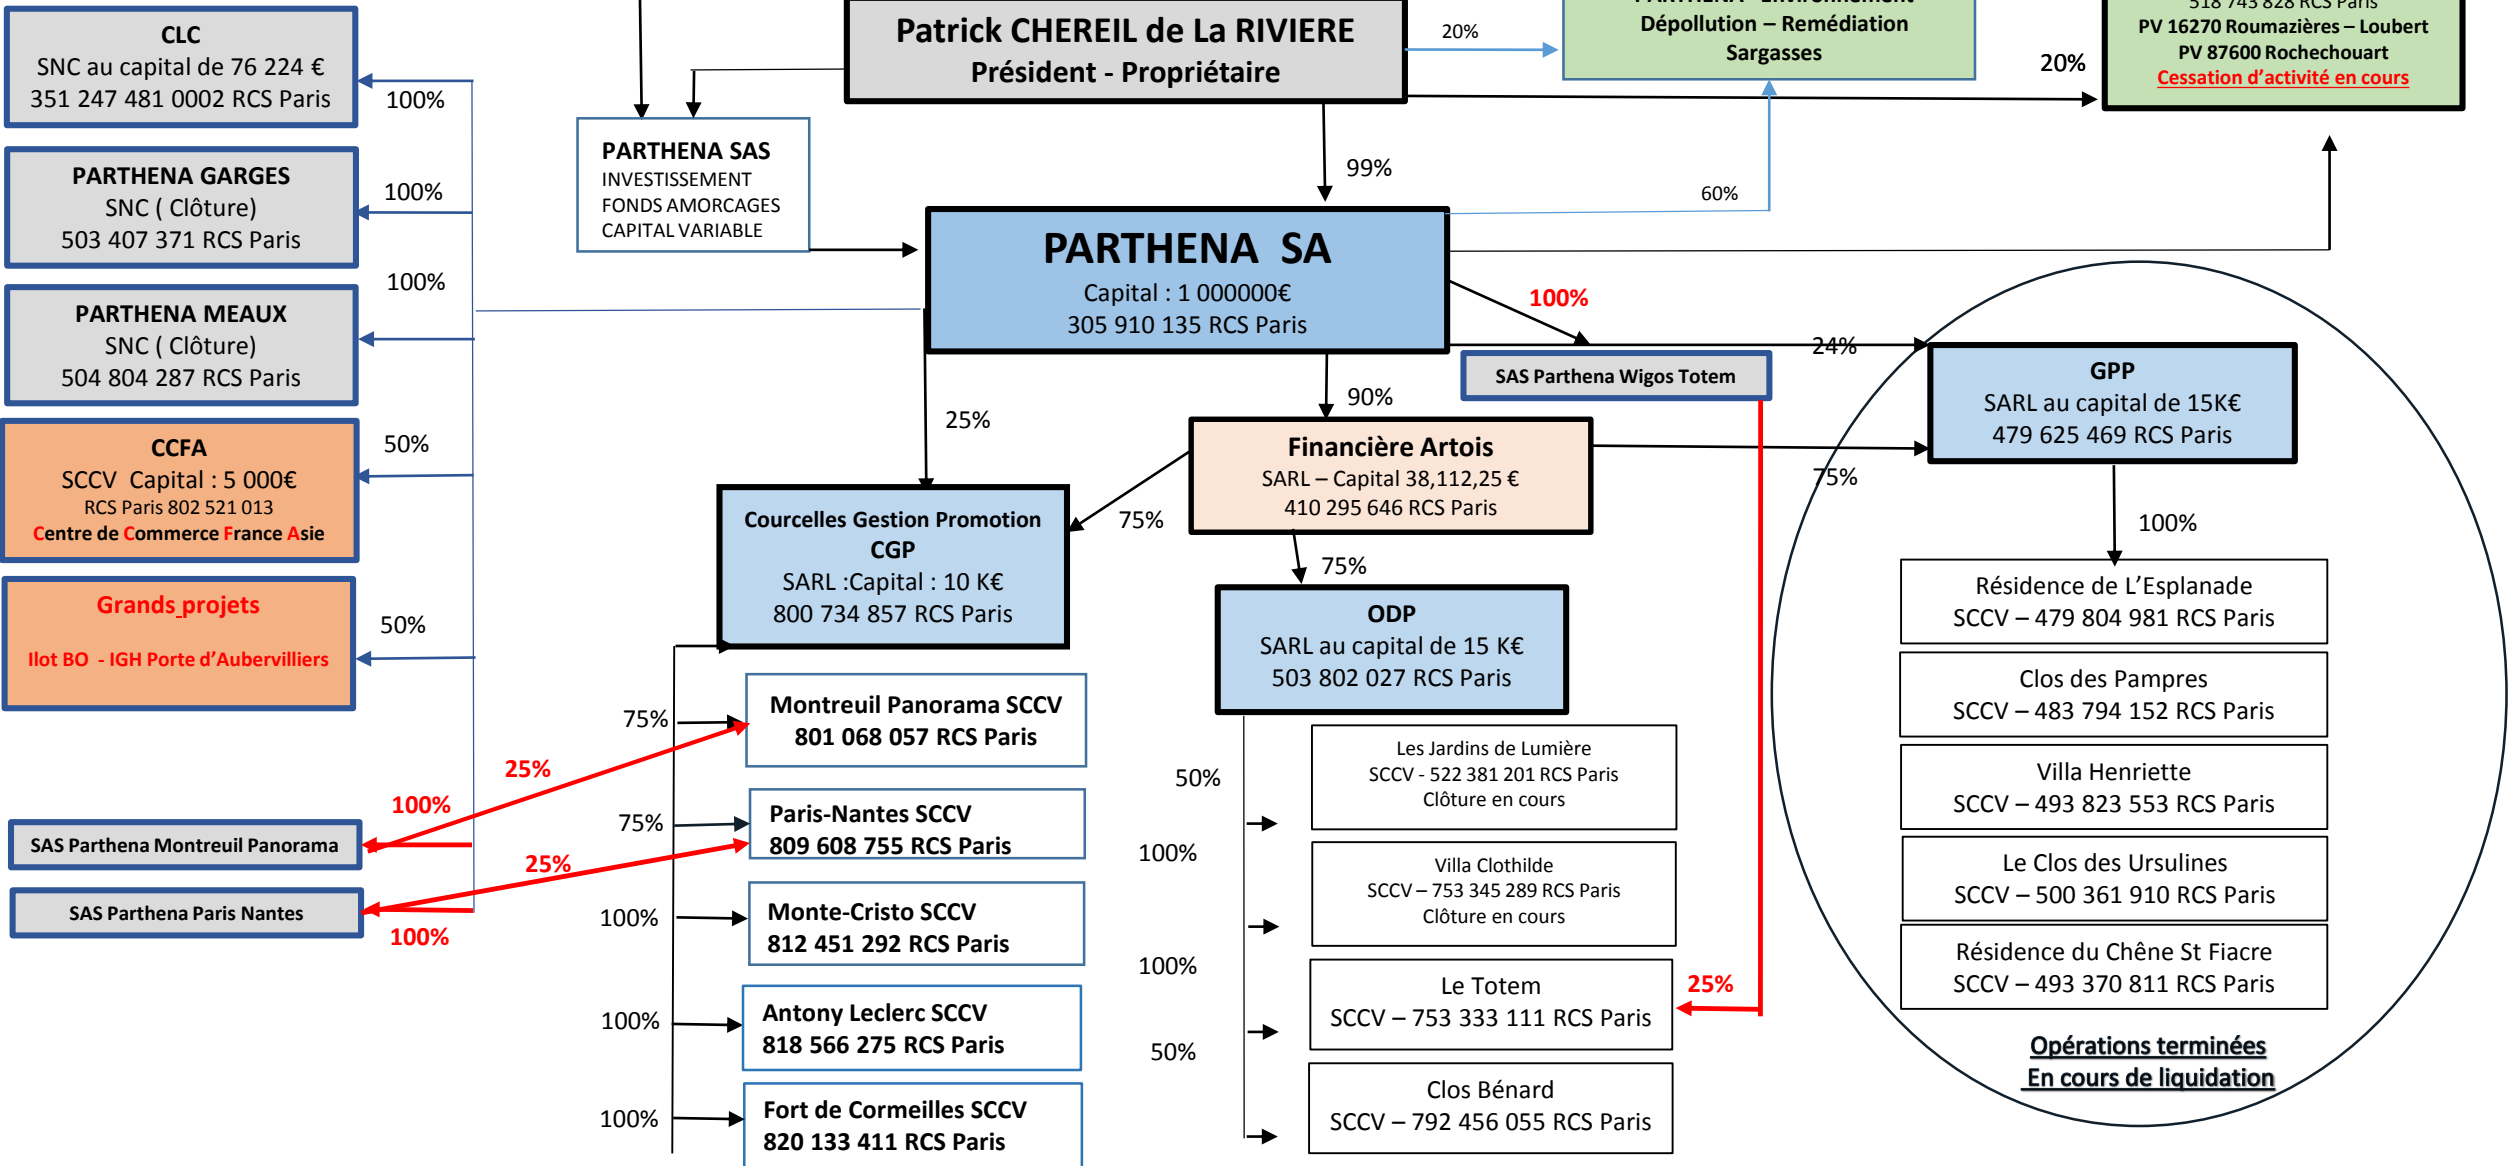 CLC
SNC au capital de 76 224 €
351 247 481 0002 RCS Paris
100%
PARTHENA GARGES
SNC ( Clôture)
503 407 371 RCS Paris
100%
PARTHENA MEAUX
SNC ( Clôture)
504 804 287 RCS Paris
100%
CCFA
SCCV Capital : 5 000€
RCS Paris 802 521 013
Centre de Commerce France Asie
50%
Grands projets
Ilot BO - IGH Porte d'Aubervilliers
50%
SAS Parthena Montreuil Panorama
100%
25%
SAS Parthena Paris Nantes
100%
25%
Patrick CHEREIL de La RIVIERE
Président - Propriétaire
20%
PARTHENA - Environnement
Dépollution – Remédiation
Sargasses
20%
518 743 828 RCS Paris
PV 16270 Roumazières – Loubert
PV 87600 Rochechouart
Cessation d'activité en cours
PARTHENA SAS
INVESTISSEMENT
FONDS AMORCAGES
CAPITAL VARIABLE
99%
60%
PARTHENA SA
Capital : 1 000000€
305 910 135 RCS Paris
100%
SAS Parthena Wigos Totem
24%
90%
25%
Financière Artois
SARL – Capital 38,112,25 €
410 295 646 RCS Paris
75%
75%
75%
Courcelles Gestion Promotion
CGP
SARL :Capital : 10 K€
800 734 857 RCS Paris
75%
Montreuil Panorama SCCV
801 068 057 RCS Paris
75%
Paris-Nantes SCCV
809 608 755 RCS Paris
100%
Monte-Cristo SCCV
812 451 292 RCS Paris
100%
Antony Leclerc SCCV
818 566 275 RCS Paris
100%
Fort de Cormeilles SCCV
820 133 411 RCS Paris
ODP
SARL au capital de 15 K€
503 802 027 RCS Paris
50%
Les Jardins de Lumière
SCCV - 522 381 201 RCS Paris
Clôture en cours
100%
Villa Clothilde
SCCV – 753 345 289 RCS Paris
Clôture en cours
100%
Le Totem
SCCV – 753 333 111 RCS Paris
25%
50%
Clos Bénard
SCCV – 792 456 055 RCS Paris
GPP
SARL au capital de 15K€
479 625 469 RCS Paris
100%
Résidence de L'Esplanade
SCCV – 479 804 981 RCS Paris
Clos des Pampres
SCCV – 483 794 152 RCS Paris
Villa Henriette
SCCV – 493 823 553 RCS Paris
Le Clos des Ursulines
SCCV – 500 361 910 RCS Paris
Résidence du Chêne St Fiacre
SCCV – 493 370 811 RCS Paris
Opérations terminées
En cours de liquidation